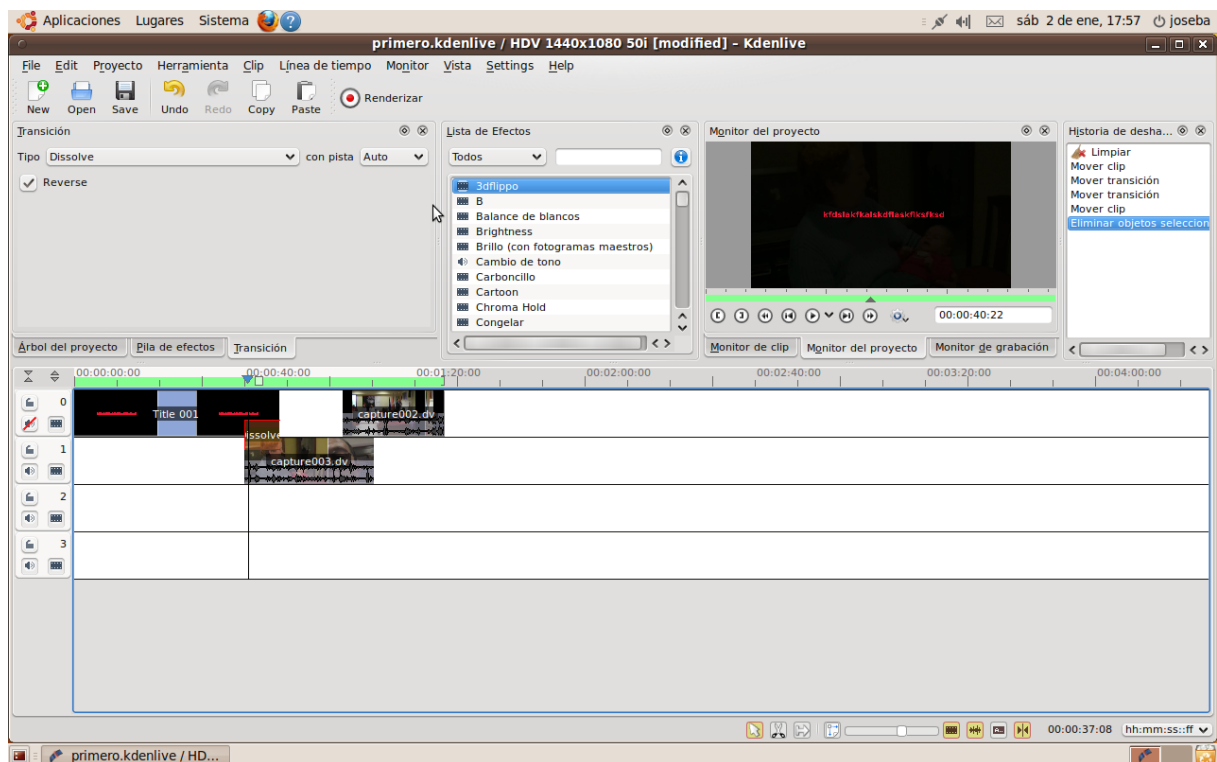 Aplicaciones Lugares Sistema sáb 2 de ene, 17:57 joseba
primero.kdenlive / HDV 1440x1080 50i [modified] – Kdenlive
File Edit Proyecto Herramienta Clip Línea de tiempo Monitor Vista Settings Help
New Open Save Undo Redo Copy Paste Renderizar
Transición
Tipo Dissolve con pista Auto
Reverse
Árbol del proyecto Pila de efectos Transición
Lista de Efectos
Todos
3dflippo
B
Balance de blancos
Brightness
Brillo (con fotogramas maestros)
Cambio de tono
Carboncillo
Cartoon
Chroma Hold
Congelar
Monitor del proyecto
00:00:40:22
Monitor de clip Monitor del proyecto Monitor de grabación
Historia de desha...
Limpiar
Mover clip
Mover transición
Mover transición
Mover clip
Eliminar objetos seleccion
00:00:00:00 00:00:40:00 00:01:20:00 00:02:00:00 00:02:40:00 00:03:20:00 00:04:00:00
0
Title 001 capture002.dv
issolve
1
capture003.dv
2
3
00:00:37:08 hh:mm:ss::ff
primero.kdenlive / HD...